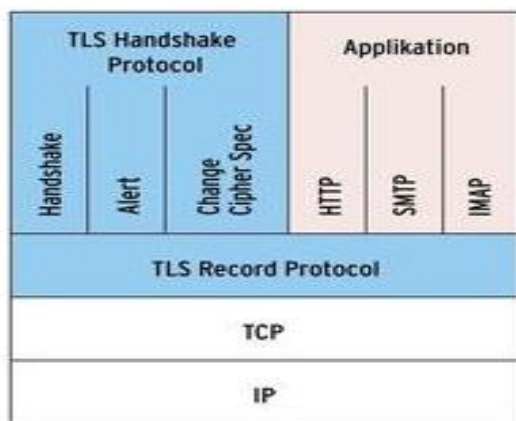 TLS Handshake
Protocol
Applikation
Handshake
Alert
Change
Cipher Spec
HTTP
SMTP
IMAP
TLS Record Protocol
TCP
IP